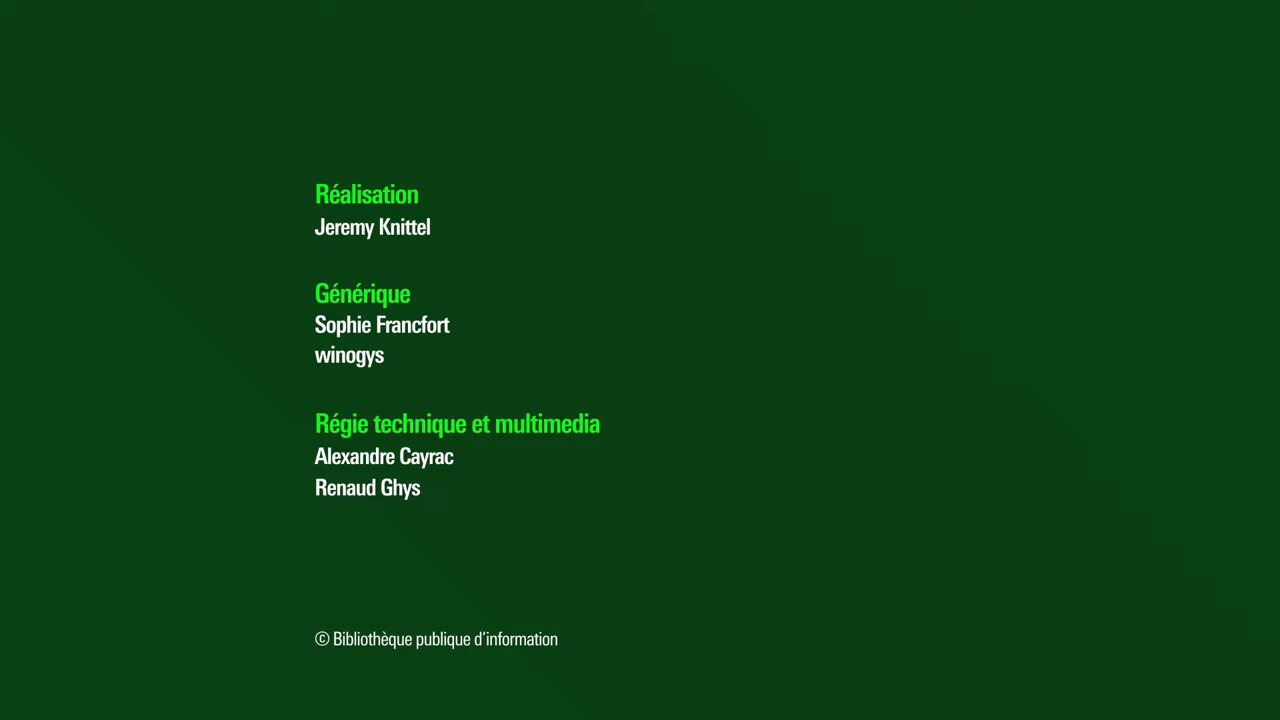 Réalisation
Jeremy Knittel
Générique
Sophie Francfort
winogys
Régie technique et multimedia
Alexandre Cayrac
Renaud Ghys
© Bibliothèque publique d’information